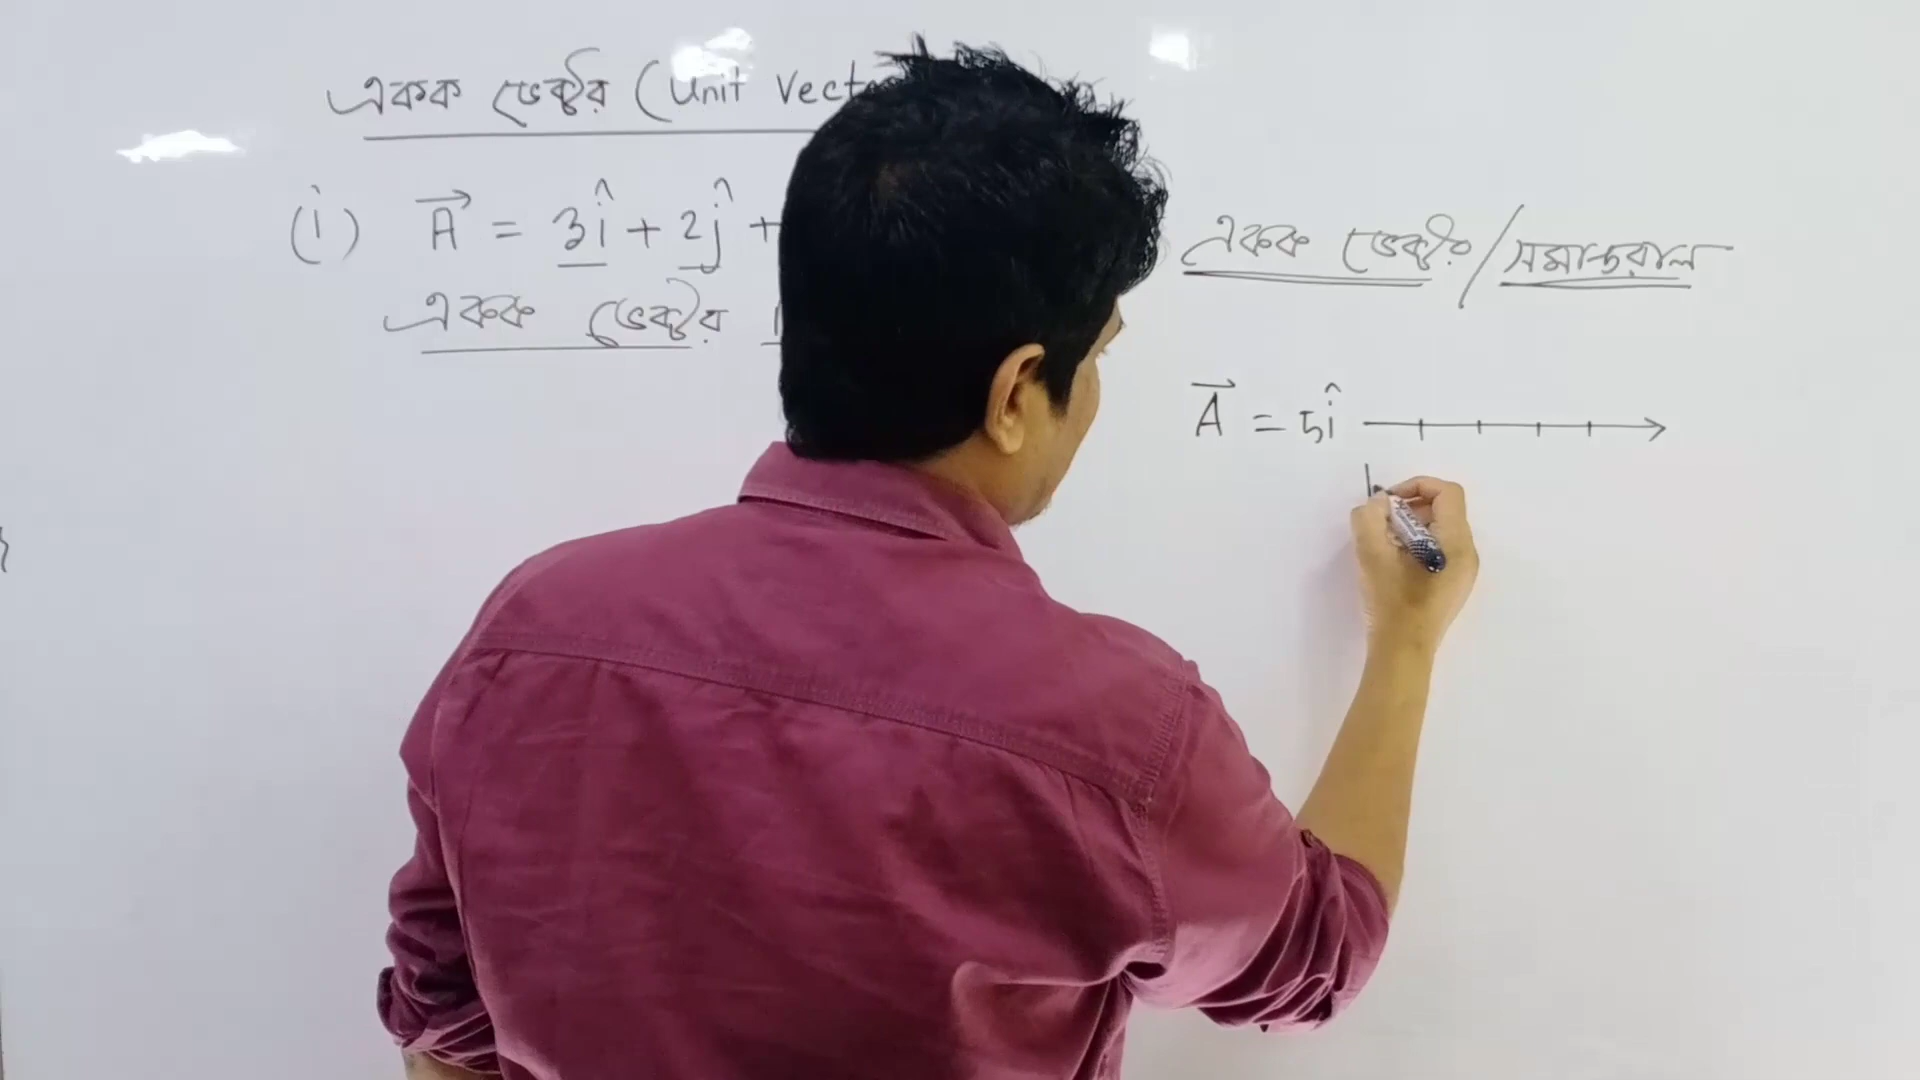 একক ভেক্টর (Unit Vect
(i) A⃗ = 3î + 2ĵ +
একক ভেক্টর
একক ভেক্টর/সমান্তরাল
A⃗ = 5î